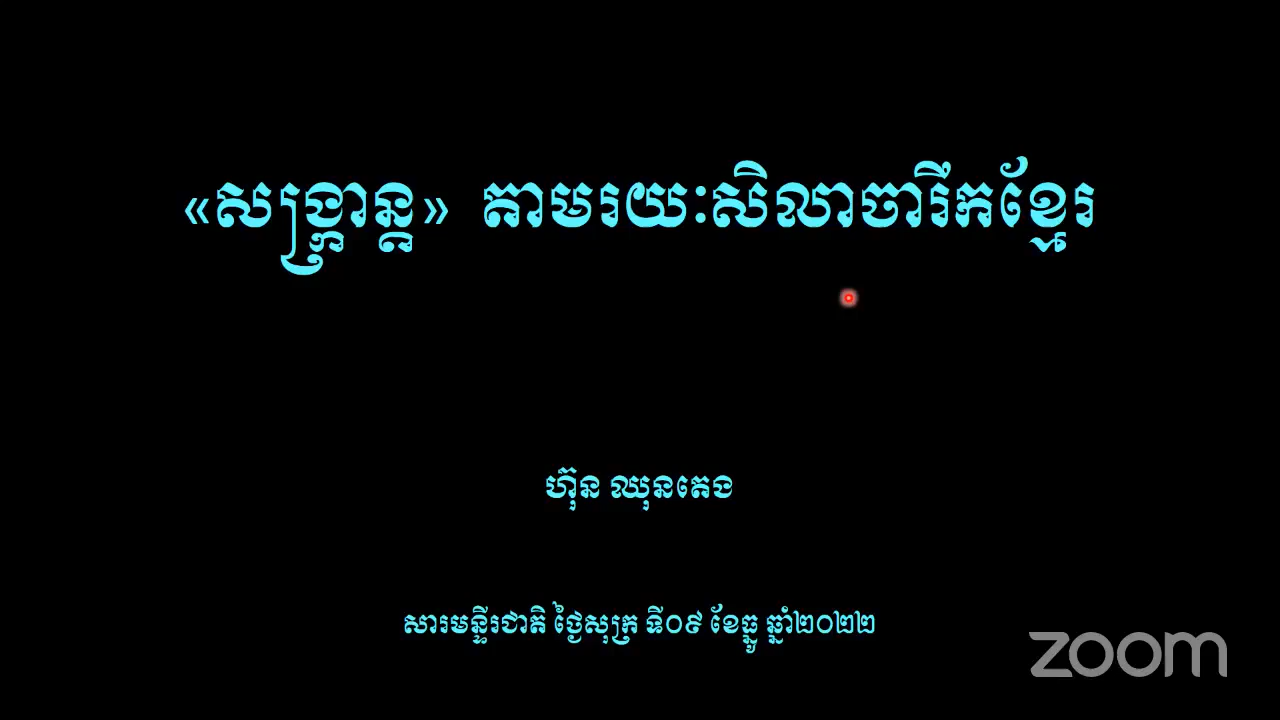 «សង្ក្រាន្ត» តាមរយៈសិលាចារឹកខ្មែរ
ហ៊ុន ឈុនតេង
សារមន្ទីរជាតិ ថ្ងៃសុក្រ ទី០៩ ខែធ្នូ ឆ្នាំ២០២២
zoom